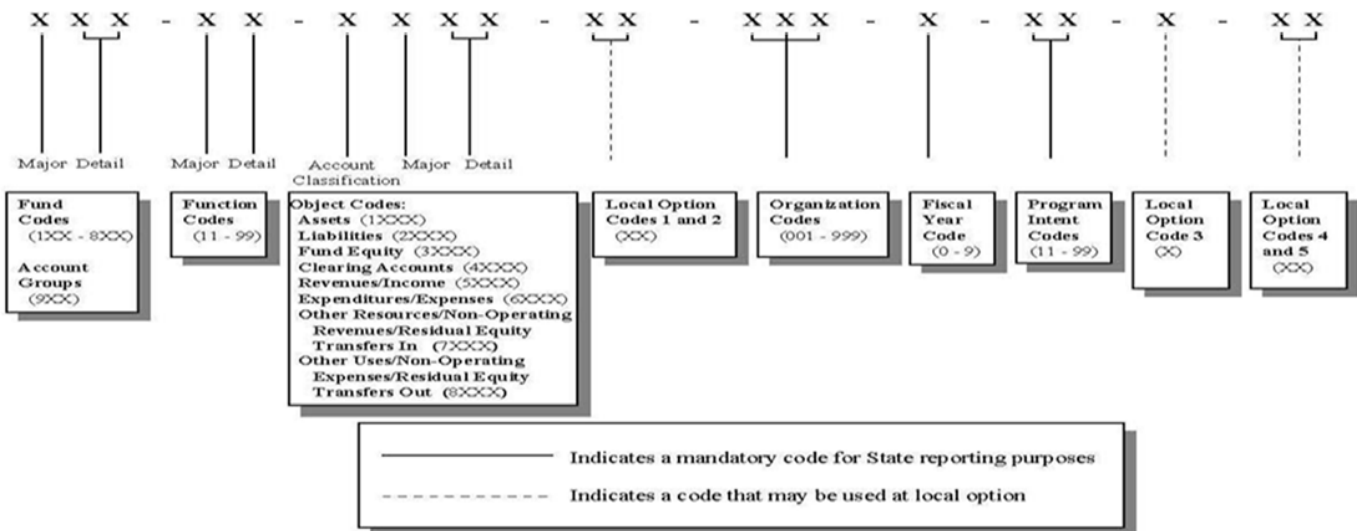 X X X - X X - X X X X - X X - X X X - X - X X - X - X X
Major Detail
Major Detail
Account Classification
Major Detail
Fund
Codes
(1XX - 8XX)
Account
Groups
(9XX)
Function
Codes
(11 - 99)
Object Codes:
Assets (1XXX)
Liabilities (2XXX)
Fund Equity (3XXX)
Clearing Accounts (4XXX)
Revenues/Income (5XXX)
Expenditures/Expenses (6XXX)
Other Resources/Non-Operating
Revenues/Residual Equity
Transfers In (7XXX)
Other Uses/Non-Operating
Expenses/Residual Equity
Transfers Out (8XXX)
Local Option
Codes 1 and 2
(XX)
Organization
Codes
(001 - 999)
Fiscal
Year
Code
(0 - 9)
Program
Intent
Codes
(11 - 99)
Local
Option
Code 3
(X)
Local
Option
Codes 4
and 5
(XX)
Indicates a mandatory code for State reporting purposes
Indicates a code that may be used at local option